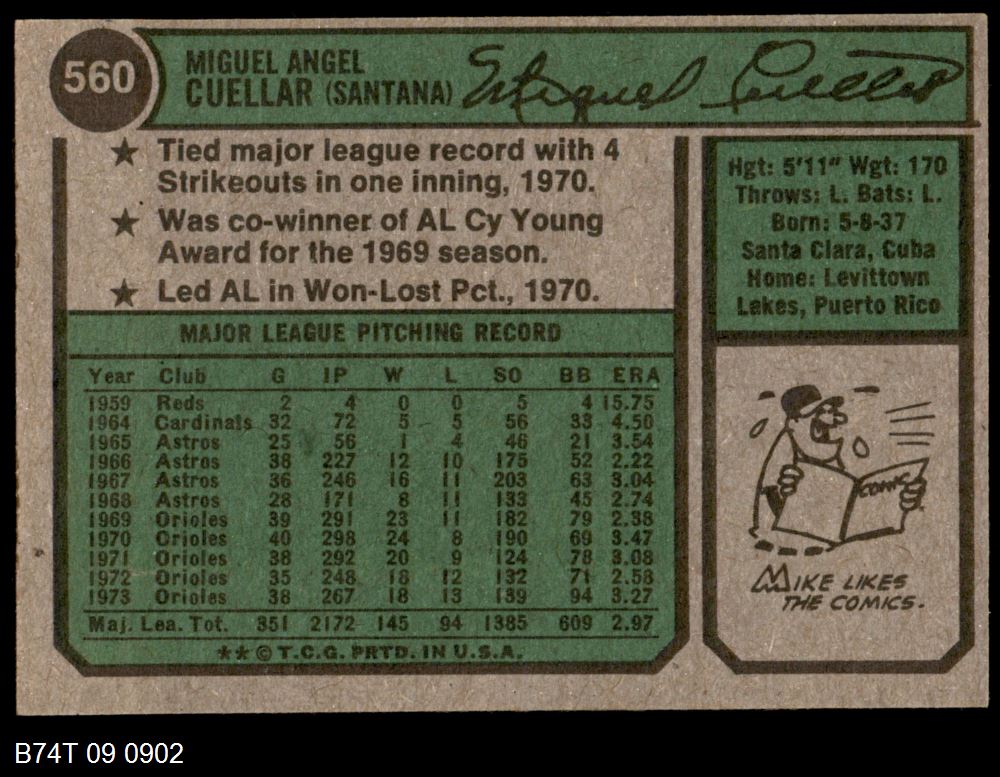 560
MIGUEL ANGEL
CUELLAR (SANTANA)
Miguel Cuellar
★ Tied major league record with 4
Strikeouts in one inning, 1970.
★ Was co-winner of AL Cy Young
Award for the 1969 season.
★ Led AL in Won-Lost Pct., 1970.
Hgt: 5'11" Wgt: 170
Throws: L. Bats: L.
Born: 5-8-37
Santa Clara, Cuba
Home: Levittown
Lakes, Puerto Rico
MAJOR LEAGUE PITCHING RECORD
Year Club G IP W L SO BB ERA
1959 Reds 2 4 0 0 5 4 15.75
1964 Cardinals 32 72 5 5 56 33 4.50
1965 Astros 25 56 1 4 46 21 3.54
1966 Astros 38 227 12 10 175 52 2.22
1967 Astros 36 246 16 11 203 63 3.04
1968 Astros 28 171 8 11 133 45 2.74
1969 Orioles 39 291 23 11 182 79 2.38
1970 Orioles 40 298 24 8 190 69 3.47
1971 Orioles 38 292 20 9 124 78 3.08
1972 Orioles 35 248 18 12 132 71 2.58
1973 Orioles 38 267 18 13 139 94 3.27
Maj. Lea. Tot. 351 2172 145 94 1385 609 2.97
★★ © T.C.G. PRTD. IN U.S.A.
COMIC
MIKE LIKES
THE COMICS.
B74T 09 0902